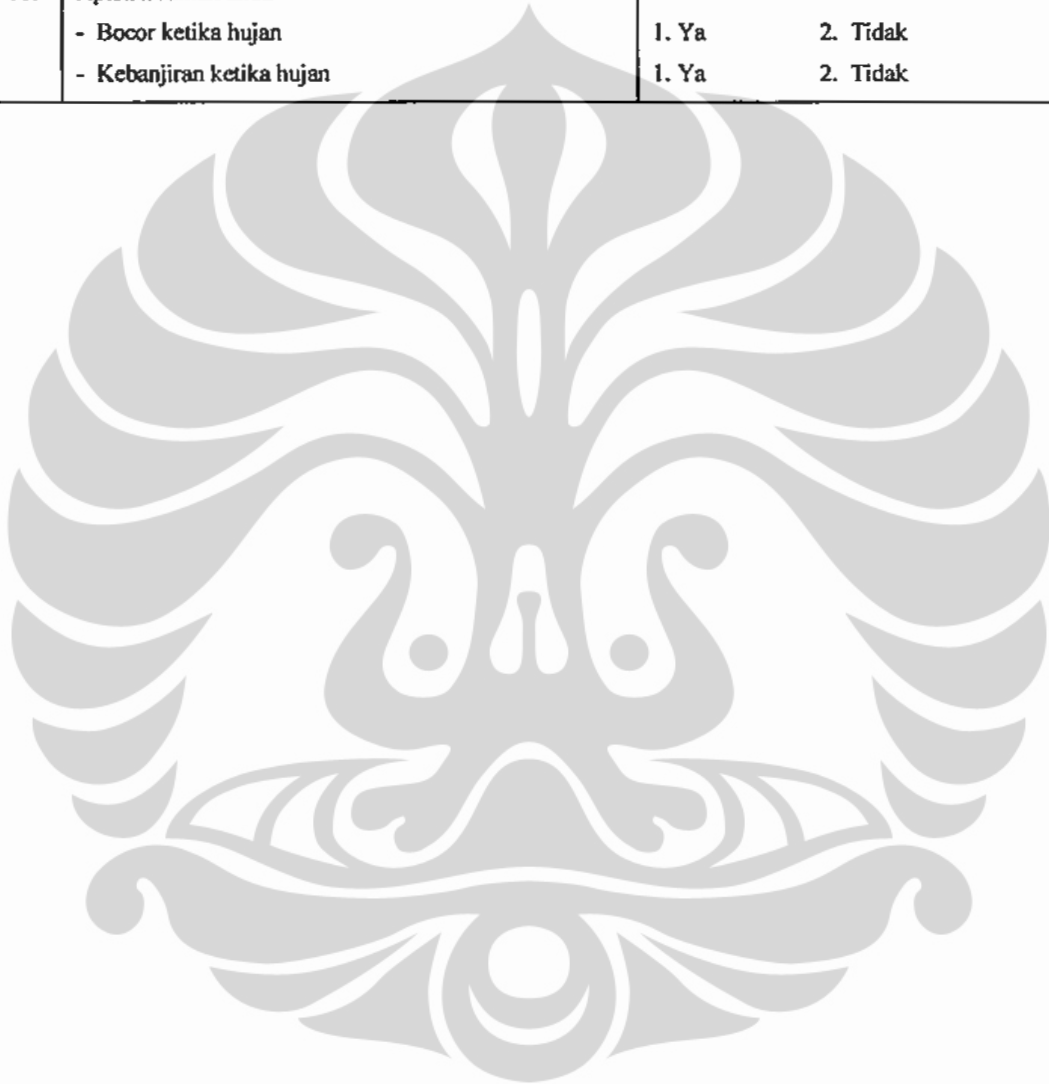 - Bocor ketika hujan 1. Ya 2. Tidak
- Kebanjiran ketika hujan 1. Ya 2. Tidak